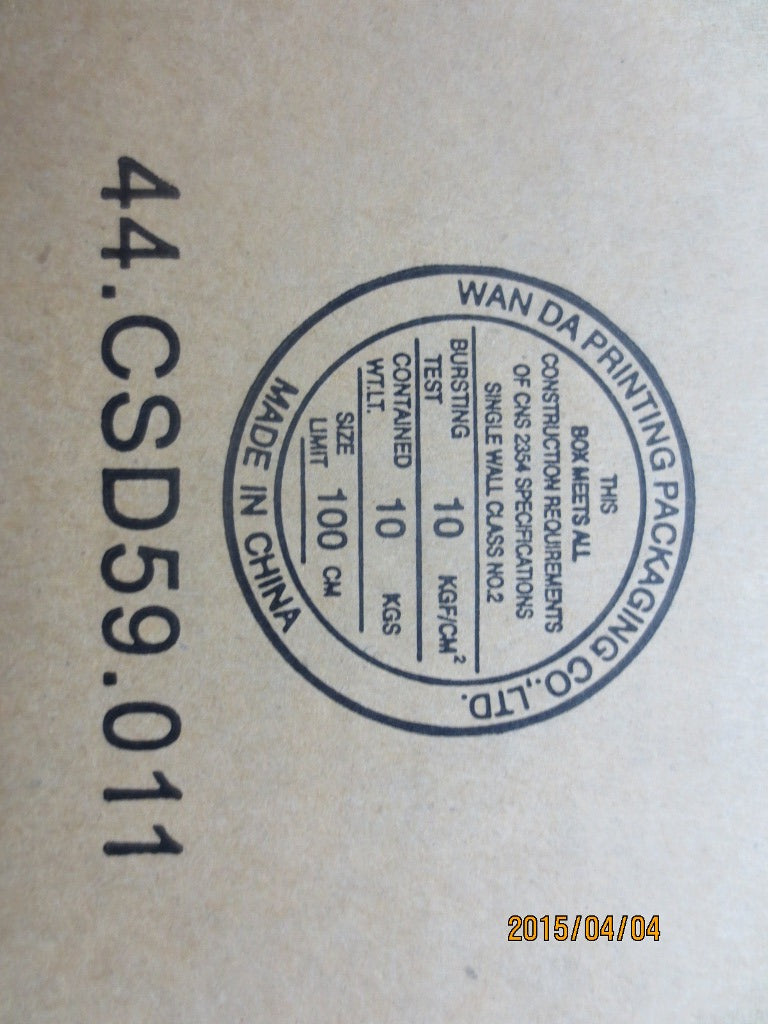 WAN DA PRINTING PACKAGING CO.,LTD.
THIS
BOX MEETS ALL
CONSTRUCTION REQUIREMENTS
OF CNS 2354 SPECIFICATIONS
SINGLE WALL CLASS NO.2
BURSTING
TEST 10 KGF/CM²
CONTAINED
WT.LT. 10 KGS
SIZE
LIMIT 100 CM
MADE IN CHINA
44.CSD59.011
2015/04/04